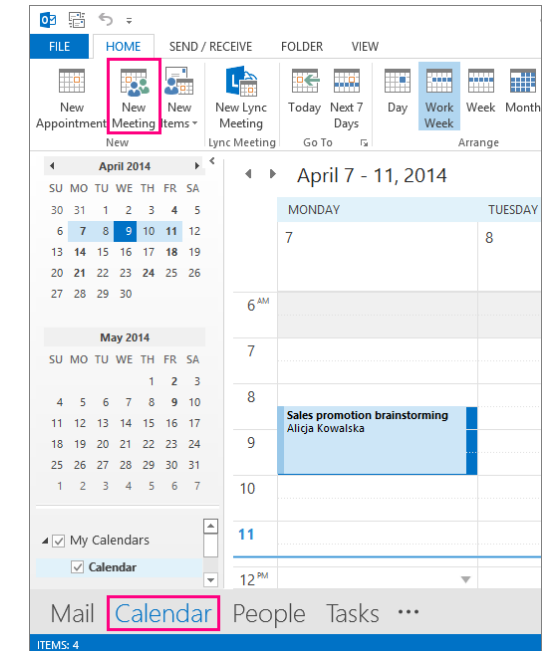 FILE HOME SEND / RECEIVE FOLDER VIEW
New Appointment
New Meeting
New Items
New Lync Meeting
Today
Next 7 Days
Day
Work Week
Week
Month
New
Lync Meeting
Go To
Arrange
April 2014
SU MO TU WE TH FR SA
30 31 1 2 3 4 5
6 7 8 9 10 11 12
13 14 15 16 17 18 19
20 21 22 23 24 25 26
27 28 29 30
May 2014
SU MO TU WE TH FR SA
1 2 3
4 5 6 7 8 9 10
11 12 13 14 15 16 17
18 19 20 21 22 23 24
25 26 27 28 29 30 31
1 2 3 4 5 6 7
My Calendars
Calendar
April 7 - 11, 2014
MONDAY TUESDAY
7 8
6 AM
7
8
Sales promotion brainstorming
Alicja Kowalska
9
10
11
12 PM
Mail Calendar People Tasks •••
ITEMS: 4